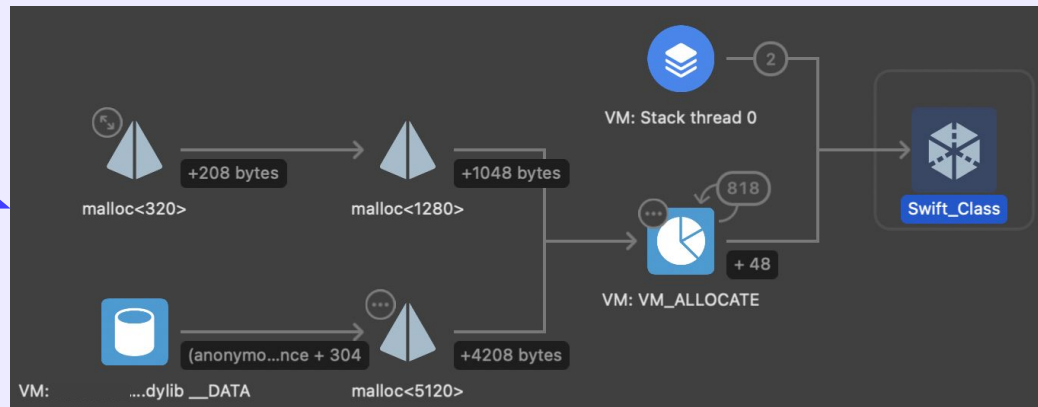 2
VM: Stack thread 0
+208 bytes
+1048 bytes
818
malloc<320>
malloc<1280>
Swift_Class
+ 48
VM: VM_ALLOCATE
(anonymo...nce + 304
+4208 bytes
VM: ....dylib __DATA
malloc<5120>